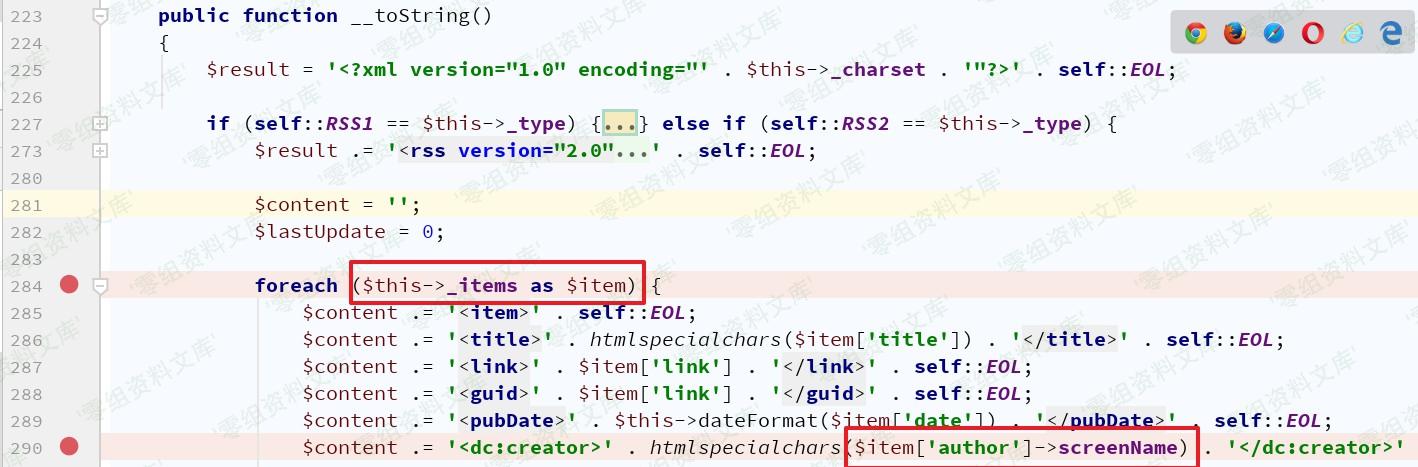 223 public function __toString()
224 {
225 $result = '<?xml version="1.0" encoding="' . $this->_charset . '"?>' . self::EOL;
226
227 if (self::RSS1 == $this->_type) {...} else if (self::RSS2 == $this->_type) {
273 $result .= '<rss version="2.0"...' . self::EOL;
280
281 $content = '';
282 $lastUpdate = 0;
283
284 foreach ($this->_items as $item) {
285 $content .= '<item>' . self::EOL;
286 $content .= '<title>' . htmlspecialchars($item['title']) . '</title>' . self::EOL;
287 $content .= '<link>' . $item['link'] . '</link>' . self::EOL;
288 $content .= '<guid>' . $item['link'] . '</guid>' . self::EOL;
289 $content .= '<pubDate>' . $this->dateFormat($item['date']) . '</pubDate>' . self::EOL;
290 $content .= '<dc:creator>' . htmlspecialchars($item['author']->screenName) . '</dc:creator>'
'零组资料文库'